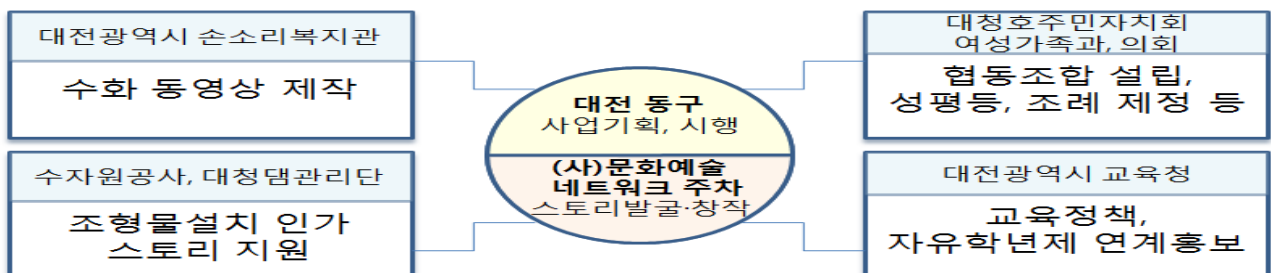 대전광역시 손소리복지관
수화 동영상 제작
대청호주민자치회
여성가족과, 의회
협동조합 설립,
성평등, 조례 제정 등
대전 동구
사업기획, 시행
(사)문화예술
네트워크 주차
스토리발굴·창작
수자원공사, 대청댐관리단
조형물설치 인가
스토리 지원
대전광역시 교육청
교육정책,
자유학년제 연계홍보